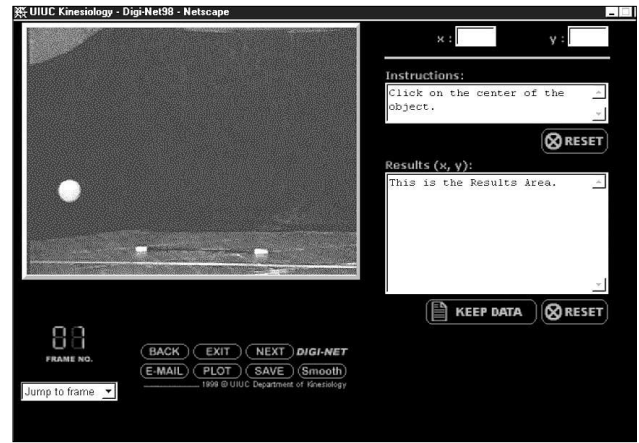 UIUC Kinesiology - Digi-Net98 - Netscape
x : y :
Instructions:
Click on the center of the
object.
RESET
Results (x, y):
This is the Results Area.
KEEP DATA RESET
01
FRAME NO.
BACK EXIT NEXT DIGI-NET
E-MAIL PLOT SAVE Smooth
1998 @ UIUC Department of Kinesiology
Jump to frame